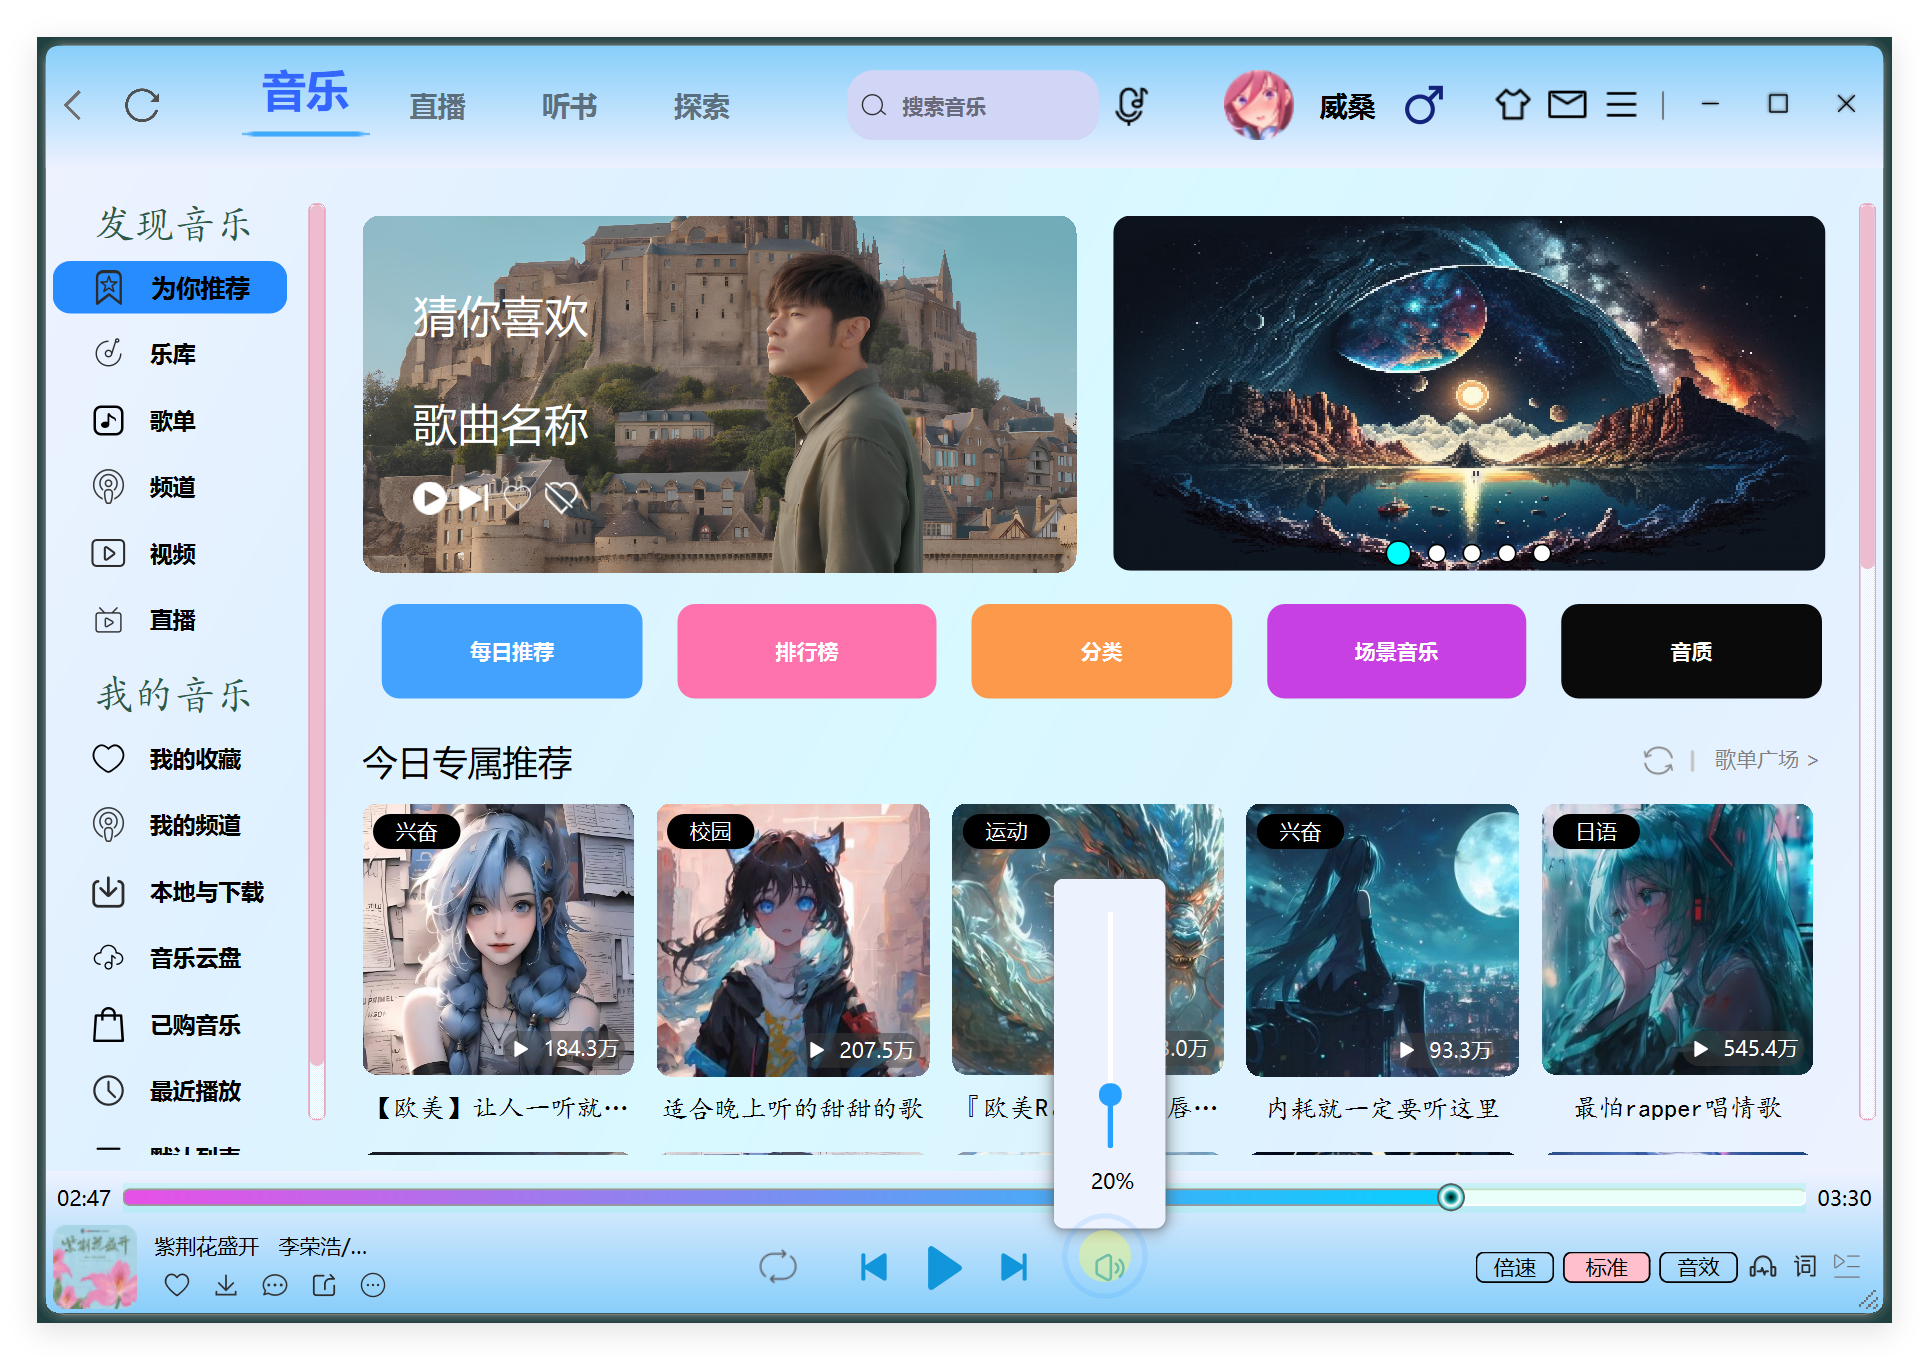 音乐
直播
听书
探索
搜索音乐
威桑
发现音乐
为你推荐
乐库
歌单
频道
视频
直播
我的音乐
我的收藏
我的频道
本地与下载
音乐云盘
已购音乐
最近播放
猜你喜欢
歌曲名称
每日推荐
排行榜
分类
场景音乐
音质
今日专属推荐
歌单广场 >
兴奋
184.3万
【欧美】让人一听就…
校园
207.5万
适合晚上听的甜甜的歌
运动
3.0万
『欧美R
唇…
兴奋
93.3万
内耗就一定要听这里
日语
545.4万
最怕rapper唱情歌
20%
02:47
03:30
紫荆花盛开
紫荆花盛开 李荣浩/...
倍速
标准
音效
词